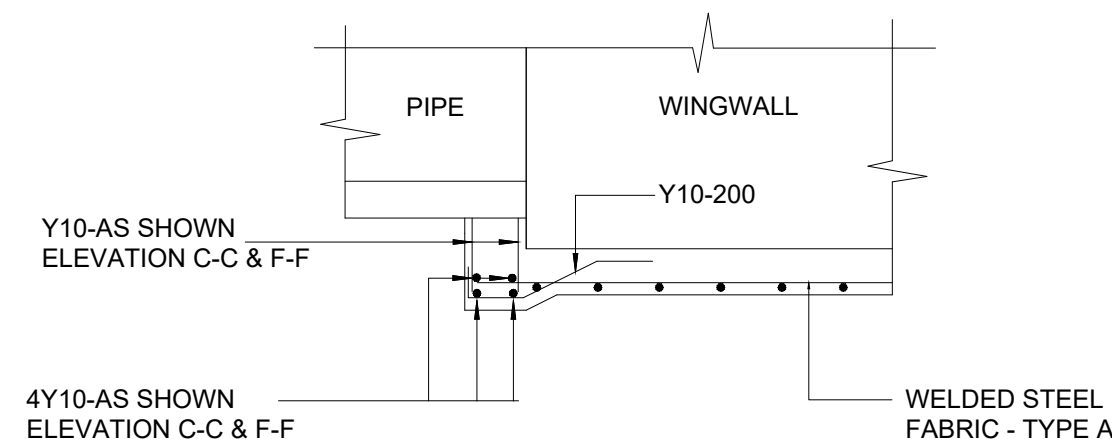 PIPE
WINGWALL
Y10-200
Y10-AS SHOWN
ELEVATION C-C & F-F
4Y10-AS SHOWN
ELEVATION C-C & F-F
WELDED STEEL
FABRIC - TYPE A